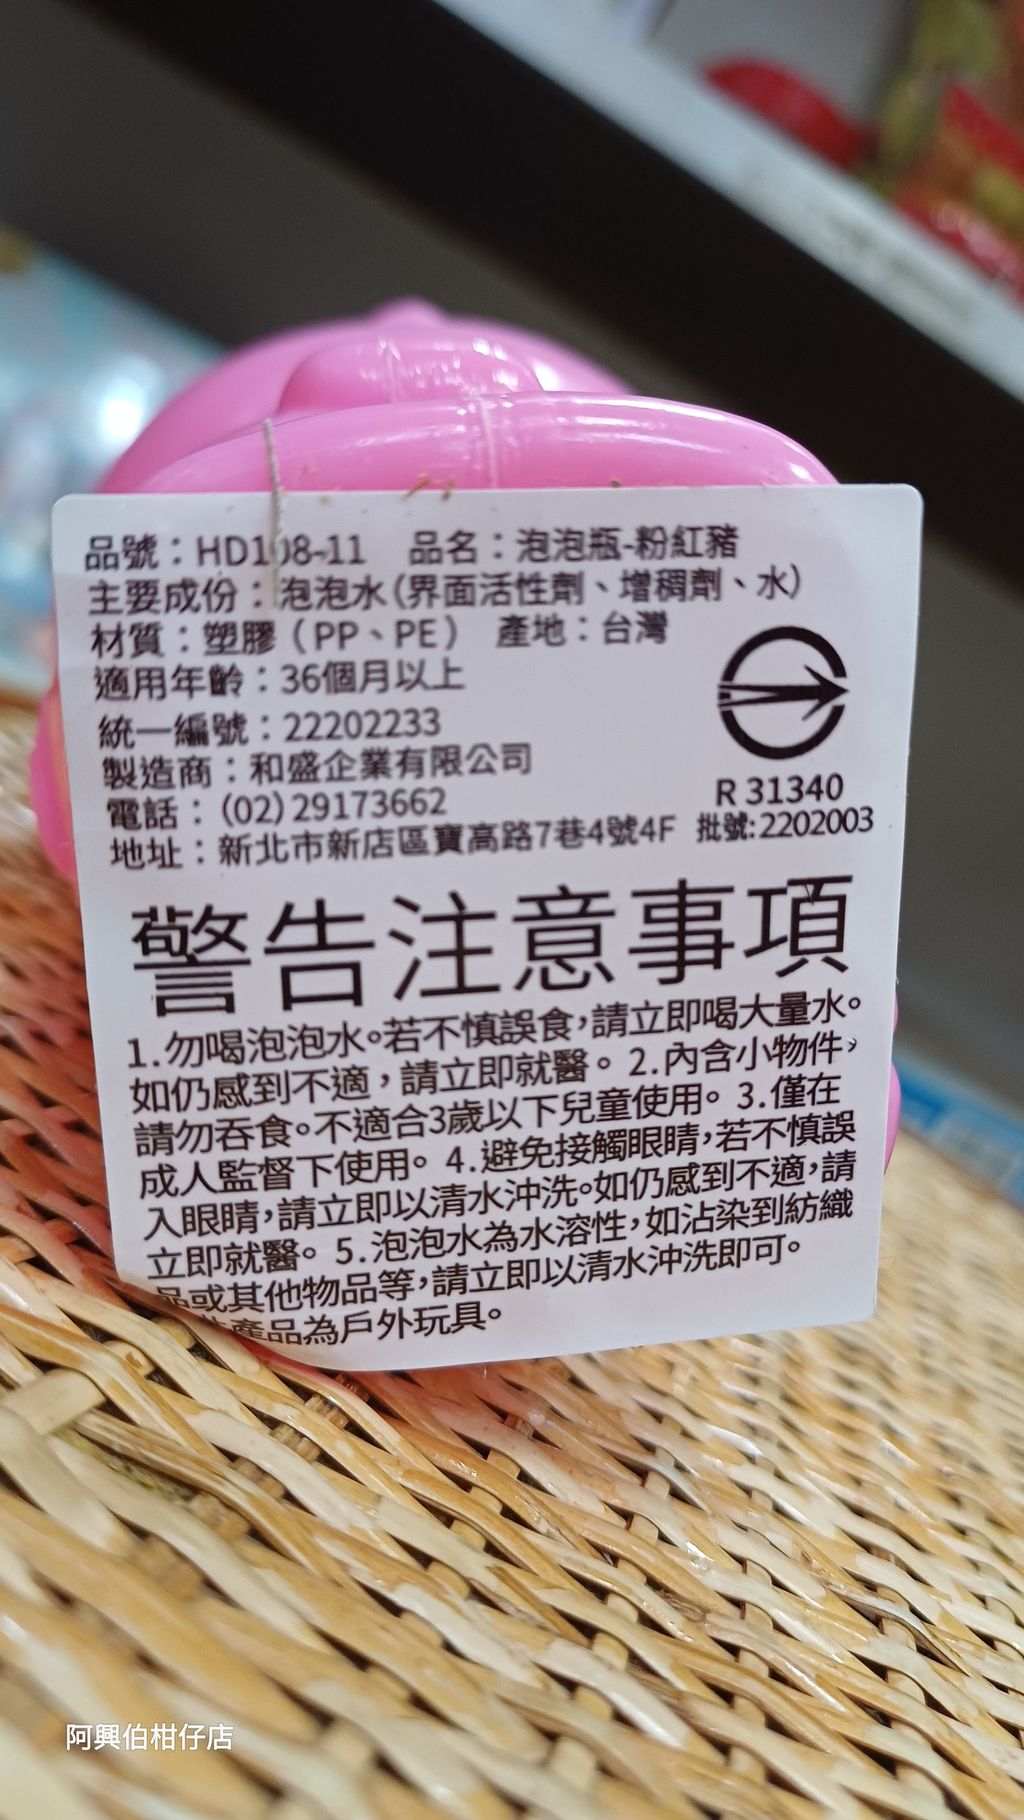 品號：HD108-11　品名：泡泡瓶-粉紅豬
主要成份：泡泡水(界面活性劑、增稠劑、水)
材質：塑膠（PP、PE）　產地：台灣
適用年齡：36個月以上
統一編號：22202233
製造商：和盛企業有限公司
電話：(02)29173662
R 31340
地址：新北市新店區寶高路7巷4號4F 批號:2202003
警告注意事項
1.勿喝泡泡水。若不慎誤食,請立即喝大量水。
如仍感到不適，請立即就醫。2.內含小物件，
請勿吞食。不適合3歲以下兒童使用。3.僅在
成人監督下使用。4.避免接觸眼睛,若不慎誤
入眼睛,請立即以清水沖洗。如仍感到不適,請
立即就醫。5.泡泡水為水溶性,如沾染到紡織
品或其他物品等,請立即以清水沖洗即可。
產品為戶外玩具。
阿興伯柑仔店